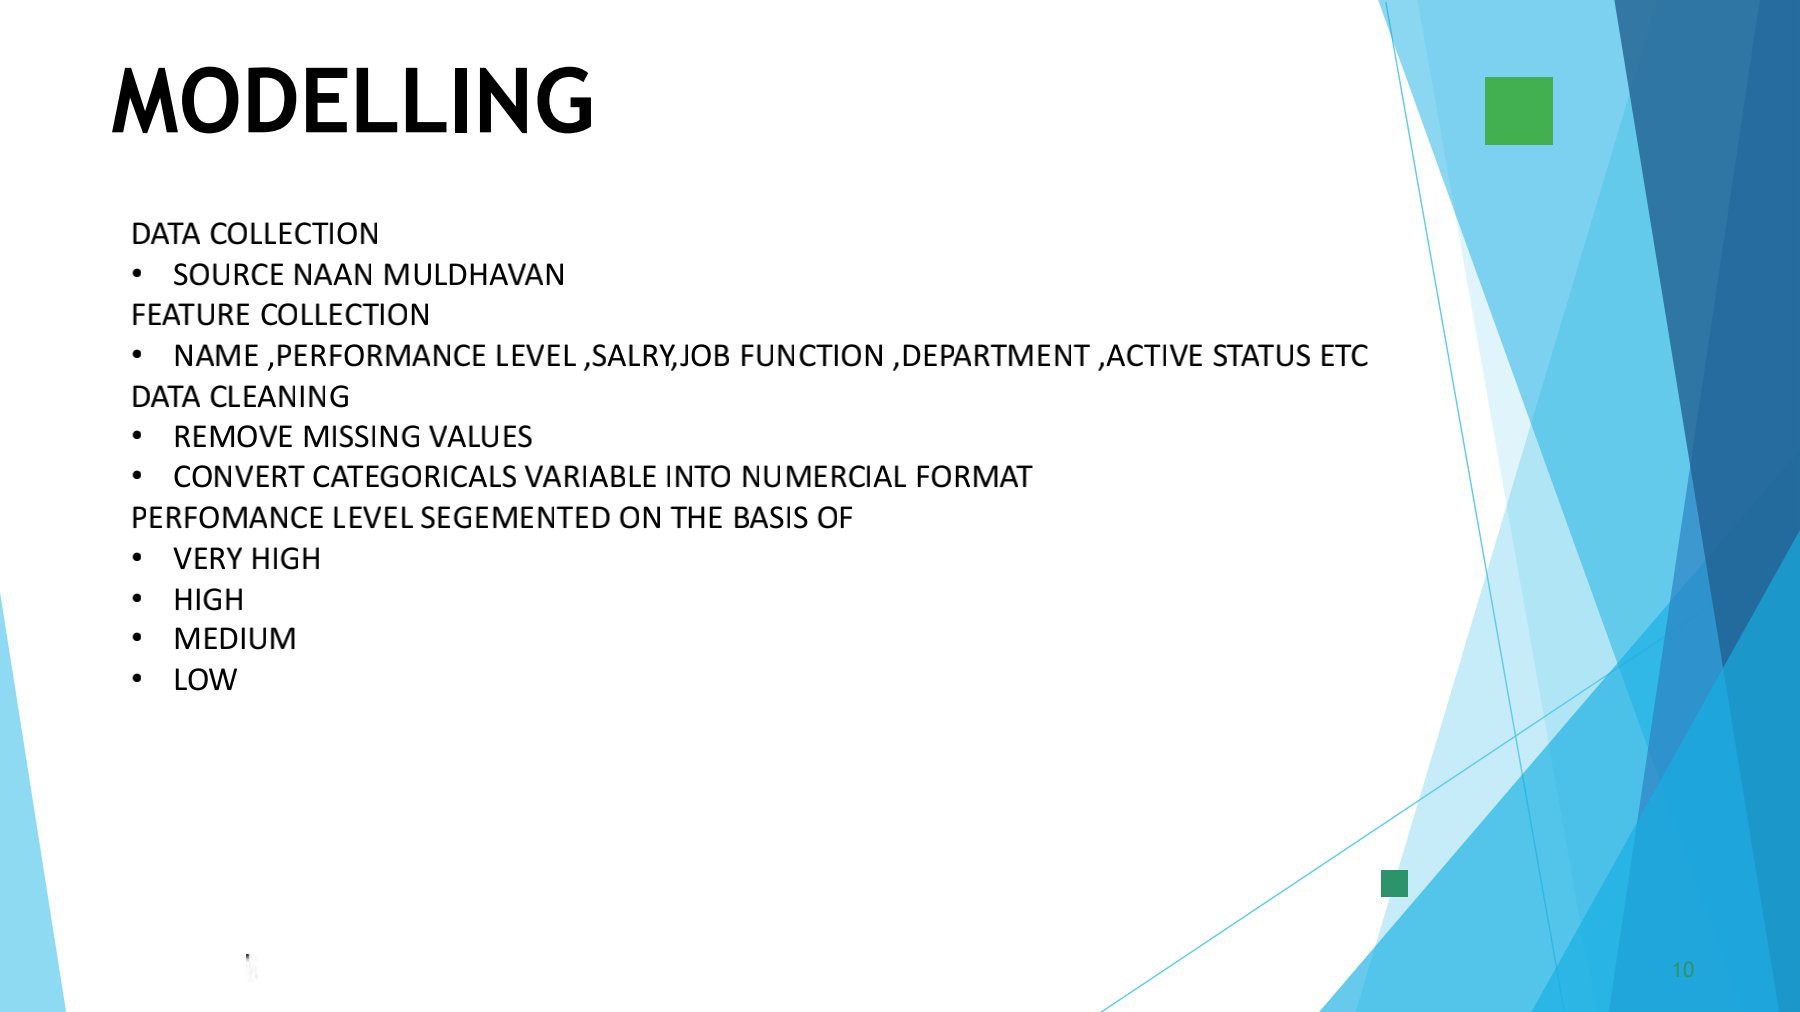 MODELLING
DATA COLLECTION
• SOURCE NAAN MULDHAVAN
FEATURE COLLECTION
• NAME ,PERFORMANCE LEVEL ,SALRY,JOB FUNCTION ,DEPARTMENT ,ACTIVE STATUS ETC
DATA CLEANING
• REMOVE MISSING VALUES
• CONVERT CATEGORICALS VARIABLE INTO NUMERCIAL FORMAT
PERFOMANCE LEVEL SEGEMENTED ON THE BASIS OF
• VERY HIGH
• HIGH
• MEDIUM
• LOW
10